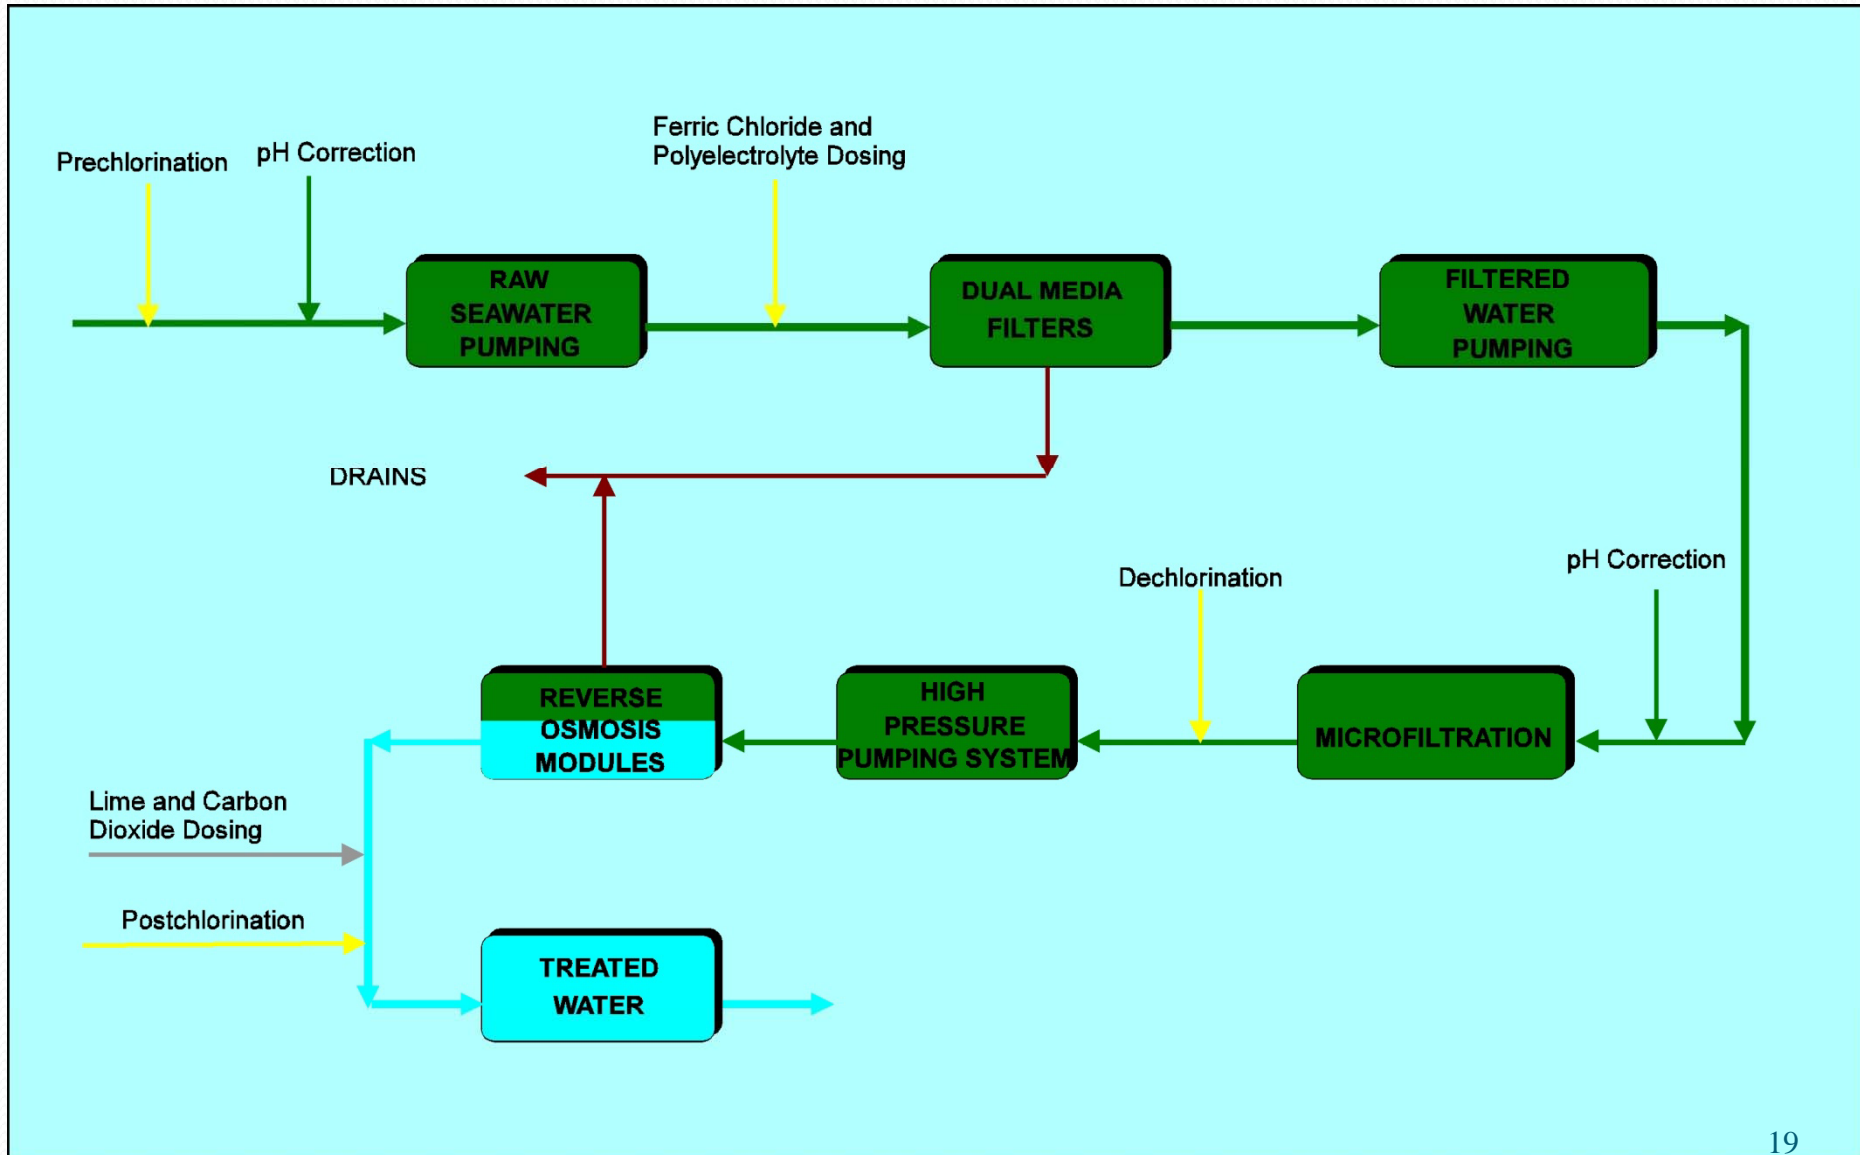 Prechlorination
pH Correction
Ferric Chloride and
Polyelectrolyte Dosing
RAW
SEAWATER
PUMPING
DUAL MEDIA
FILTERS
FILTERED
WATER
PUMPING
DRAINS
Dechlorination
pH Correction
REVERSE
OSMOSIS
MODULES
HIGH
PRESSURE
PUMPING SYSTEM
MICROFILTRATION
Lime and Carbon
Dioxide Dosing
Postchlorination
TREATED
WATER
19